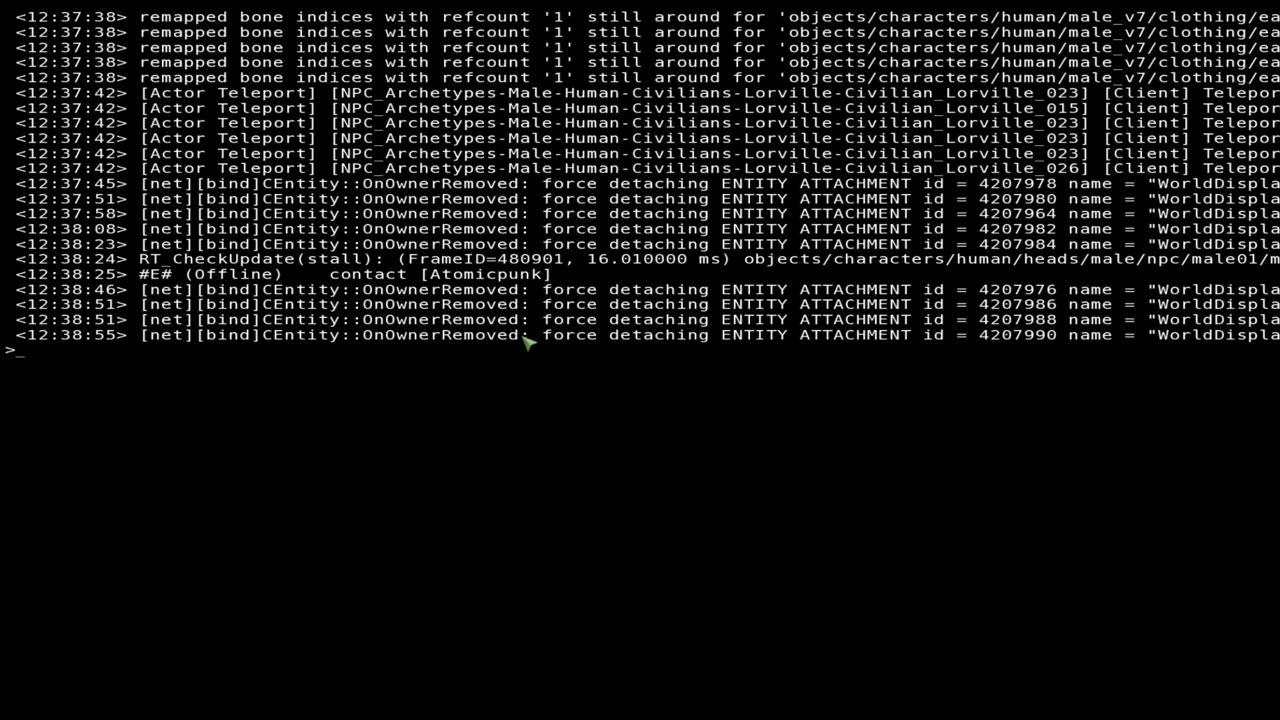 <12:37:38> remapped bone indices with refcount '1' still around for 'objects/characters/human/male_v7/clothing/ea
<12:37:38> remapped bone indices with refcount '1' still around for 'objects/characters/human/male_v7/clothing/ea
<12:37:38> remapped bone indices with refcount '1' still around for 'objects/characters/human/male_v7/clothing/ea
<12:37:38> remapped bone indices with refcount '1' still around for 'objects/characters/human/male_v7/clothing/ea
<12:37:38> remapped bone indices with refcount '1' still around for 'objects/characters/human/male_v7/clothing/ea
<12:37:42> [Actor Teleport] [NPC_Archetypes-Male-Human-Civilians-Lorville-Civilian_Lorville_023] [Client] Telepor
<12:37:42> [Actor Teleport] [NPC_Archetypes-Male-Human-Civilians-Lorville-Civilian_Lorville_015] [Client] Telepor
<12:37:42> [Actor Teleport] [NPC_Archetypes-Male-Human-Civilians-Lorville-Civilian_Lorville_023] [Client] Telepor
<12:37:42> [Actor Teleport] [NPC_Archetypes-Male-Human-Civilians-Lorville-Civilian_Lorville_023] [Client] Telepor
<12:37:42> [Actor Teleport] [NPC_Archetypes-Male-Human-Civilians-Lorville-Civilian_Lorville_023] [Client] Telepor
<12:37:42> [Actor Teleport] [NPC_Archetypes-Male-Human-Civilians-Lorville-Civilian_Lorville_026] [Client] Telepor
<12:37:45> [net][bind]CEntity::OnOwnerRemoved: force detaching ENTITY ATTACHMENT id = 4207978 name = "WorldDispla
<12:37:51> [net][bind]CEntity::OnOwnerRemoved: force detaching ENTITY ATTACHMENT id = 4207980 name = "WorldDispla
<12:37:58> [net][bind]CEntity::OnOwnerRemoved: force detaching ENTITY ATTACHMENT id = 4207964 name = "WorldDispla
<12:38:08> [net][bind]CEntity::OnOwnerRemoved: force detaching ENTITY ATTACHMENT id = 4207982 name = "WorldDispla
<12:38:23> [net][bind]CEntity::OnOwnerRemoved: force detaching ENTITY ATTACHMENT id = 4207984 name = "WorldDispla
<12:38:24> RT_CheckUpdate(stall): (FrameID=480901, 16.010000 ms) objects/characters/human/heads/male/npc/male01/m
<12:38:25> #E# (Offline)    contact [Atomicpunk]
<12:38:46> [net][bind]CEntity::OnOwnerRemoved: force detaching ENTITY ATTACHMENT id = 4207976 name = "WorldDispla
<12:38:51> [net][bind]CEntity::OnOwnerRemoved: force detaching ENTITY ATTACHMENT id = 4207986 name = "WorldDispla
<12:38:51> [net][bind]CEntity::OnOwnerRemoved: force detaching ENTITY ATTACHMENT id = 4207988 name = "WorldDispla
<12:38:55> [net][bind]CEntity::OnOwnerRemoved: force detaching ENTITY ATTACHMENT id = 4207990 name = "WorldDispla
>_